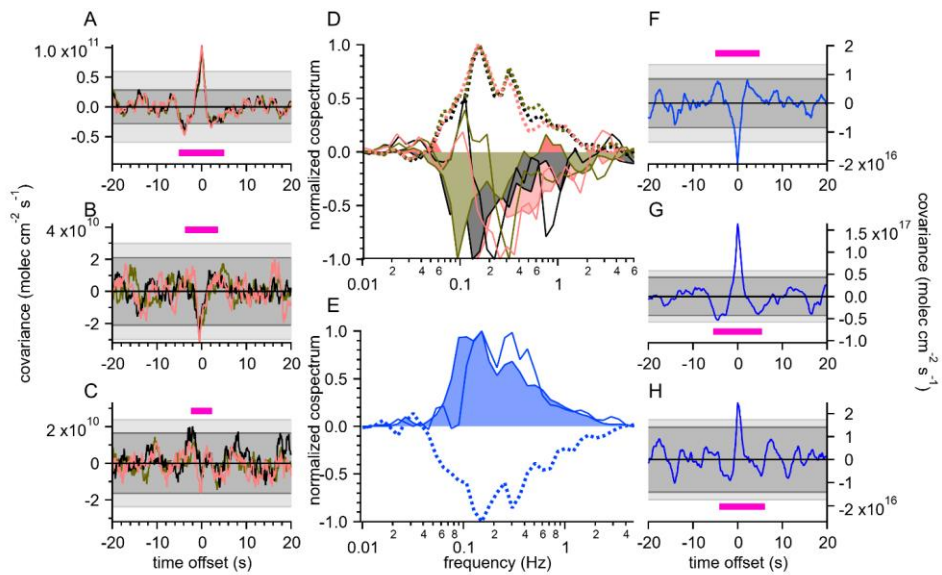 A
1.0 x10¹¹
0.5
0.0
-0.5
-20 -10 0 10 20
B
4 x10¹⁰
2
0
-2
-20 -10 0 10 20
C
2 x10¹⁰
0
-2
-20 -10 0 10 20
time offset (s)
covariance (molec cm⁻² s⁻¹)
D
1.0
0.5
0.0
-0.5
-1.0
normalized cospectrum
0.01 2 4 6 0.1 2 4 6 1 2 4 6
E
1.0
0.5
0.0
-0.5
-1.0
normalized cospectrum
0.01 2 4 6 8 0.1 2 4 6 8 1 2 4
frequency (Hz)
F
2
1
0
-1
-2 x10¹⁶
-20 -10 0 10 20
G
1.5 x10¹⁷
1.0
0.5
0.0
-0.5
-20 -10 0 10 20
H
2
1
0
-1
-2 x10¹⁶
-20 -10 0 10 20
time offset (s)
covariance (molec cm⁻² s⁻¹)